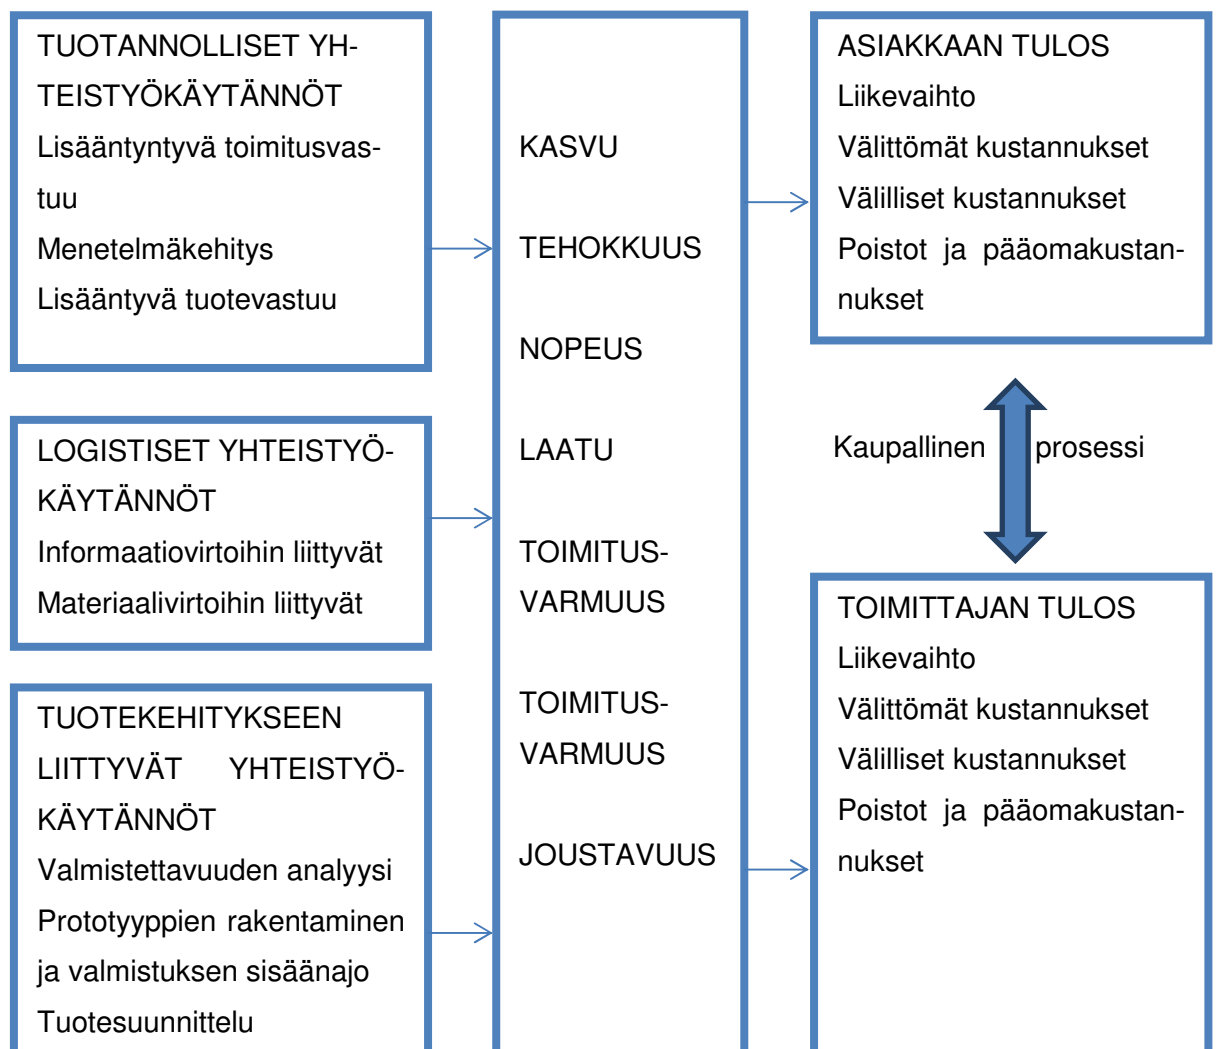 TUOTANNOLLISET YH-
TEISTYÖKÄYTÄNNÖT
Lisääntyntyvä toimitusvas-
tuu
Menetelmäkehitys
Lisääntyvä tuotevastuu
LOGISTISET YHTEISTYÖ-
KÄYTÄNNÖT
Informaatiovirtoihin liittyvät
Materiaalivirtoihin liittyvät
TUOTEKEHITYKSEEN
LIITTYVÄT YHTEISTYÖ-
KÄYTÄNNÖT
Valmistettavuuden analyysi
Prototyyppien rakentaminen
ja valmistuksen sisäänajo
Tuotesuunnittelu
KASVU
TEHOKKUUS
NOPEUS
LAATU
TOIMITUS-
VARMUUS
TOIMITUS-
VARMUUS
JOUSTAVUUS
ASIAKKAAN TULOS
Liikevaihto
Välittömät kustannukset
Välilliset kustannukset
Poistot ja pääomakustan-
nukset
Kaupallinen prosessi
TOIMITTAJAN TULOS
Liikevaihto
Välittömät kustannukset
Välilliset kustannukset
Poistot ja pääomakustan-
nukset